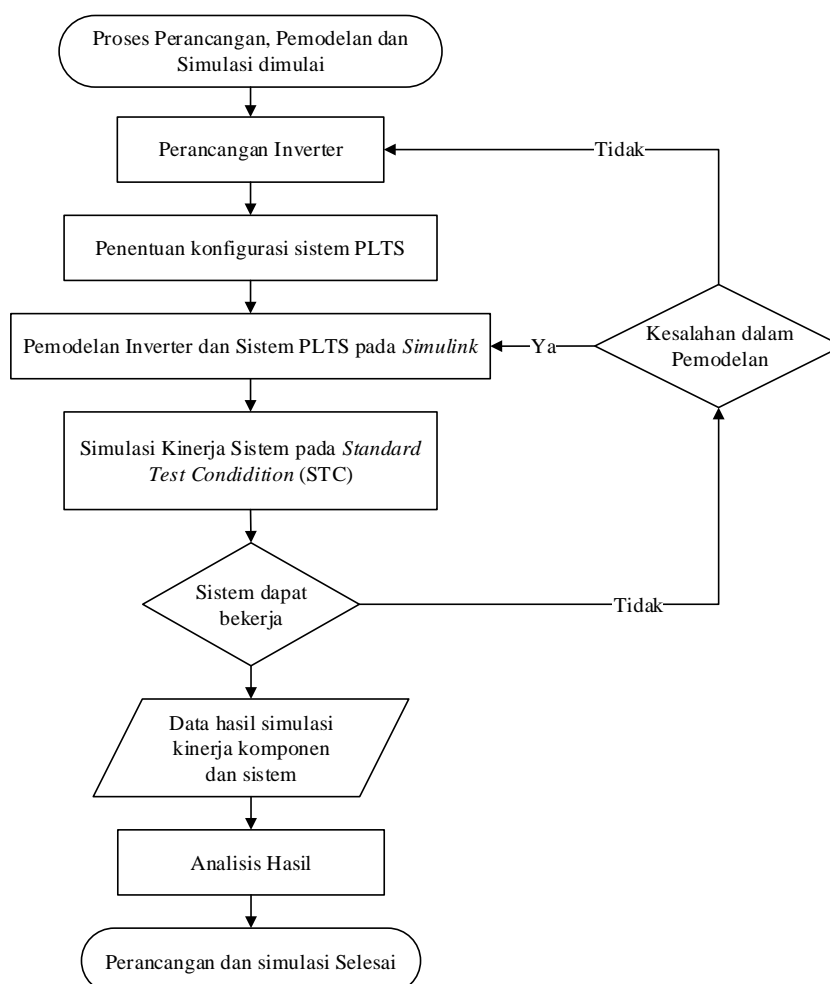 Proses Perancangan, Pemodelan dan
Simulasi dimulai
Perancangan Inverter
Tidak
Penentuan konfigurasi sistem PLTS
Pemodelan Inverter dan Sistem PLTS pada Simulink
Ya
Kesalahan dalam
Pemodelan
Simulasi Kinerja Sistem pada Standard
Test Condidition (STC)
Sistem dapat
bekerja
Tidak
Data hasil simulasi
kinerja komponen
dan sistem
Analisis Hasil
Perancangan dan simulasi Selesai